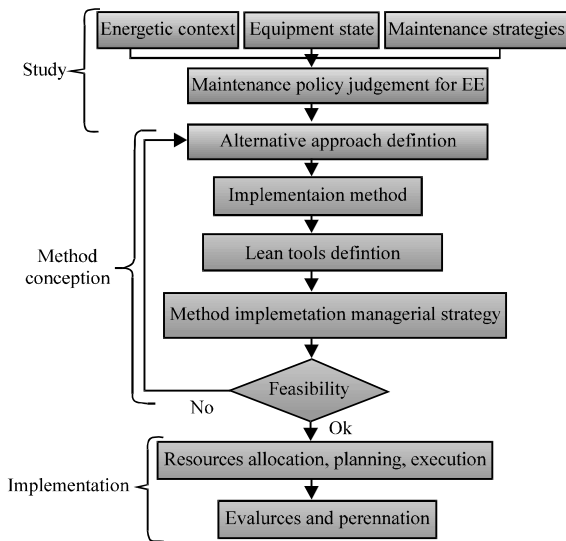 Energetic context
Equipment state
Maintenance strategies
Study
Maintenance policy judgement for EE
Alternative approach defintion
Implementaion method
Method
conception
Lean tools defintion
Method implemetation managerial strategy
Feasibility
No
Ok
Implementation
Resources allocation, planning, execution
Evalurces and perennation